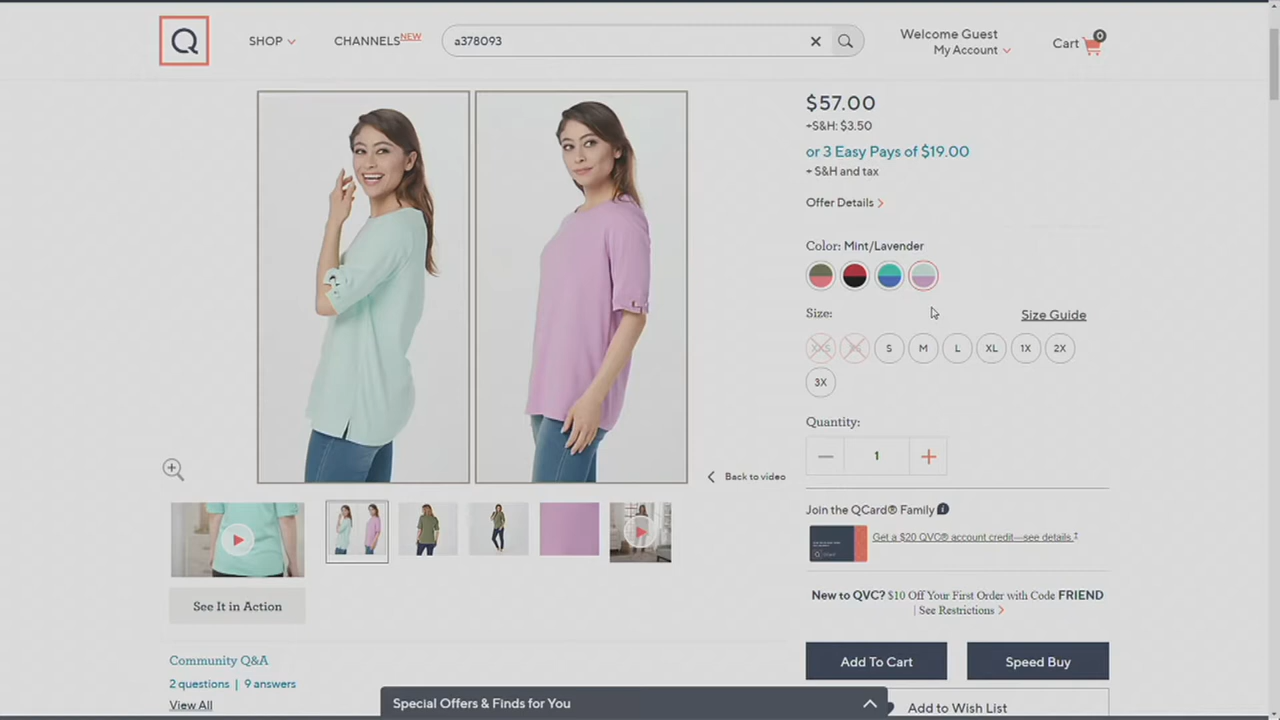 Q
SHOP
CHANNELS NEW
a378093
Welcome Guest
My Account
Cart
0
$57.00
+S&H: $3.50
or 3 Easy Pays of $19.00
+ S&H and tax
Offer Details
Color: Mint/Lavender
Size:
Size Guide
S M L XL 1X 2X
3X
Quantity:
1
Back to video
Join the QCard® Family
Get a $20 QVC® account credit—see details.‡
New to QVC? $10 Off Your First Order with Code FRIEND
| See Restrictions
See It in Action
Add To Cart
Speed Buy
Community Q&A
2 questions | 9 answers
View All
Special Offers & Finds for You
Add to Wish List